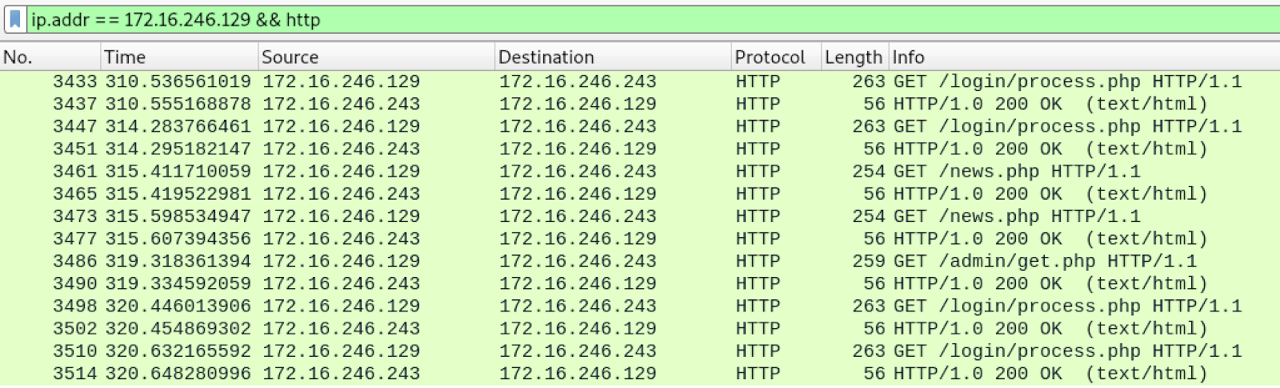 ip.addr == 172.16.246.129 && http
No. Time Source Destination Protocol Length Info
3433 310.536561019 172.16.246.129 172.16.246.243 HTTP 263 GET /login/process.php HTTP/1.1
3437 310.555168878 172.16.246.243 172.16.246.129 HTTP 56 HTTP/1.0 200 OK (text/html)
3447 314.283766461 172.16.246.129 172.16.246.243 HTTP 263 GET /login/process.php HTTP/1.1
3451 314.295182147 172.16.246.243 172.16.246.129 HTTP 56 HTTP/1.0 200 OK (text/html)
3461 315.411710059 172.16.246.129 172.16.246.243 HTTP 254 GET /news.php HTTP/1.1
3465 315.419522981 172.16.246.243 172.16.246.129 HTTP 56 HTTP/1.0 200 OK (text/html)
3473 315.598534947 172.16.246.129 172.16.246.243 HTTP 254 GET /news.php HTTP/1.1
3477 315.607394356 172.16.246.243 172.16.246.129 HTTP 56 HTTP/1.0 200 OK (text/html)
3486 319.318361394 172.16.246.129 172.16.246.243 HTTP 259 GET /admin/get.php HTTP/1.1
3490 319.334592059 172.16.246.243 172.16.246.129 HTTP 56 HTTP/1.0 200 OK (text/html)
3498 320.446013906 172.16.246.129 172.16.246.243 HTTP 263 GET /login/process.php HTTP/1.1
3502 320.454869302 172.16.246.243 172.16.246.129 HTTP 56 HTTP/1.0 200 OK (text/html)
3510 320.632165592 172.16.246.129 172.16.246.243 HTTP 263 GET /login/process.php HTTP/1.1
3514 320.648280996 172.16.246.243 172.16.246.129 HTTP 56 HTTP/1.0 200 OK (text/html)